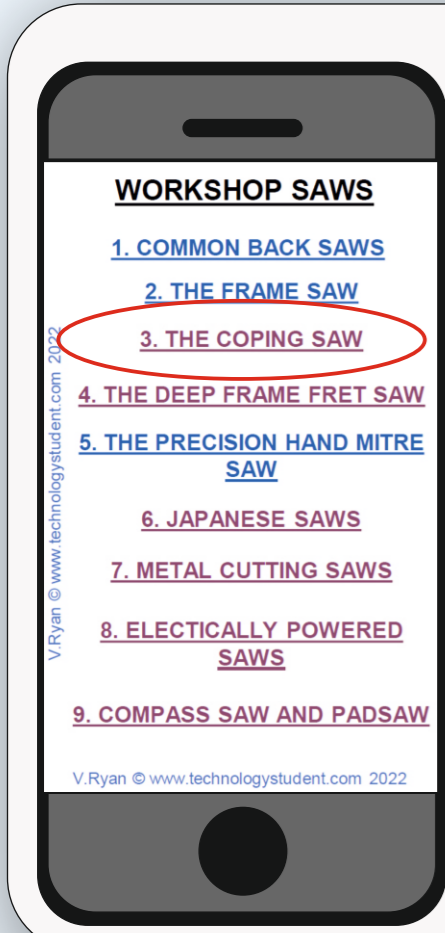 WORKSHOP SAWS
1. COMMON BACK SAWS
2. THE FRAME SAW
3. THE COPING SAW
4. THE DEEP FRAME FRET SAW
5. THE PRECISION HAND MITRE
SAW
6. JAPANESE SAWS
7. METAL CUTTING SAWS
8. ELECTICALLY POWERED
SAWS
9. COMPASS SAW AND PADSAW
V.Ryan © www.technologystudent.com 2022
V.Ryan © www.technologystudent.com 2022